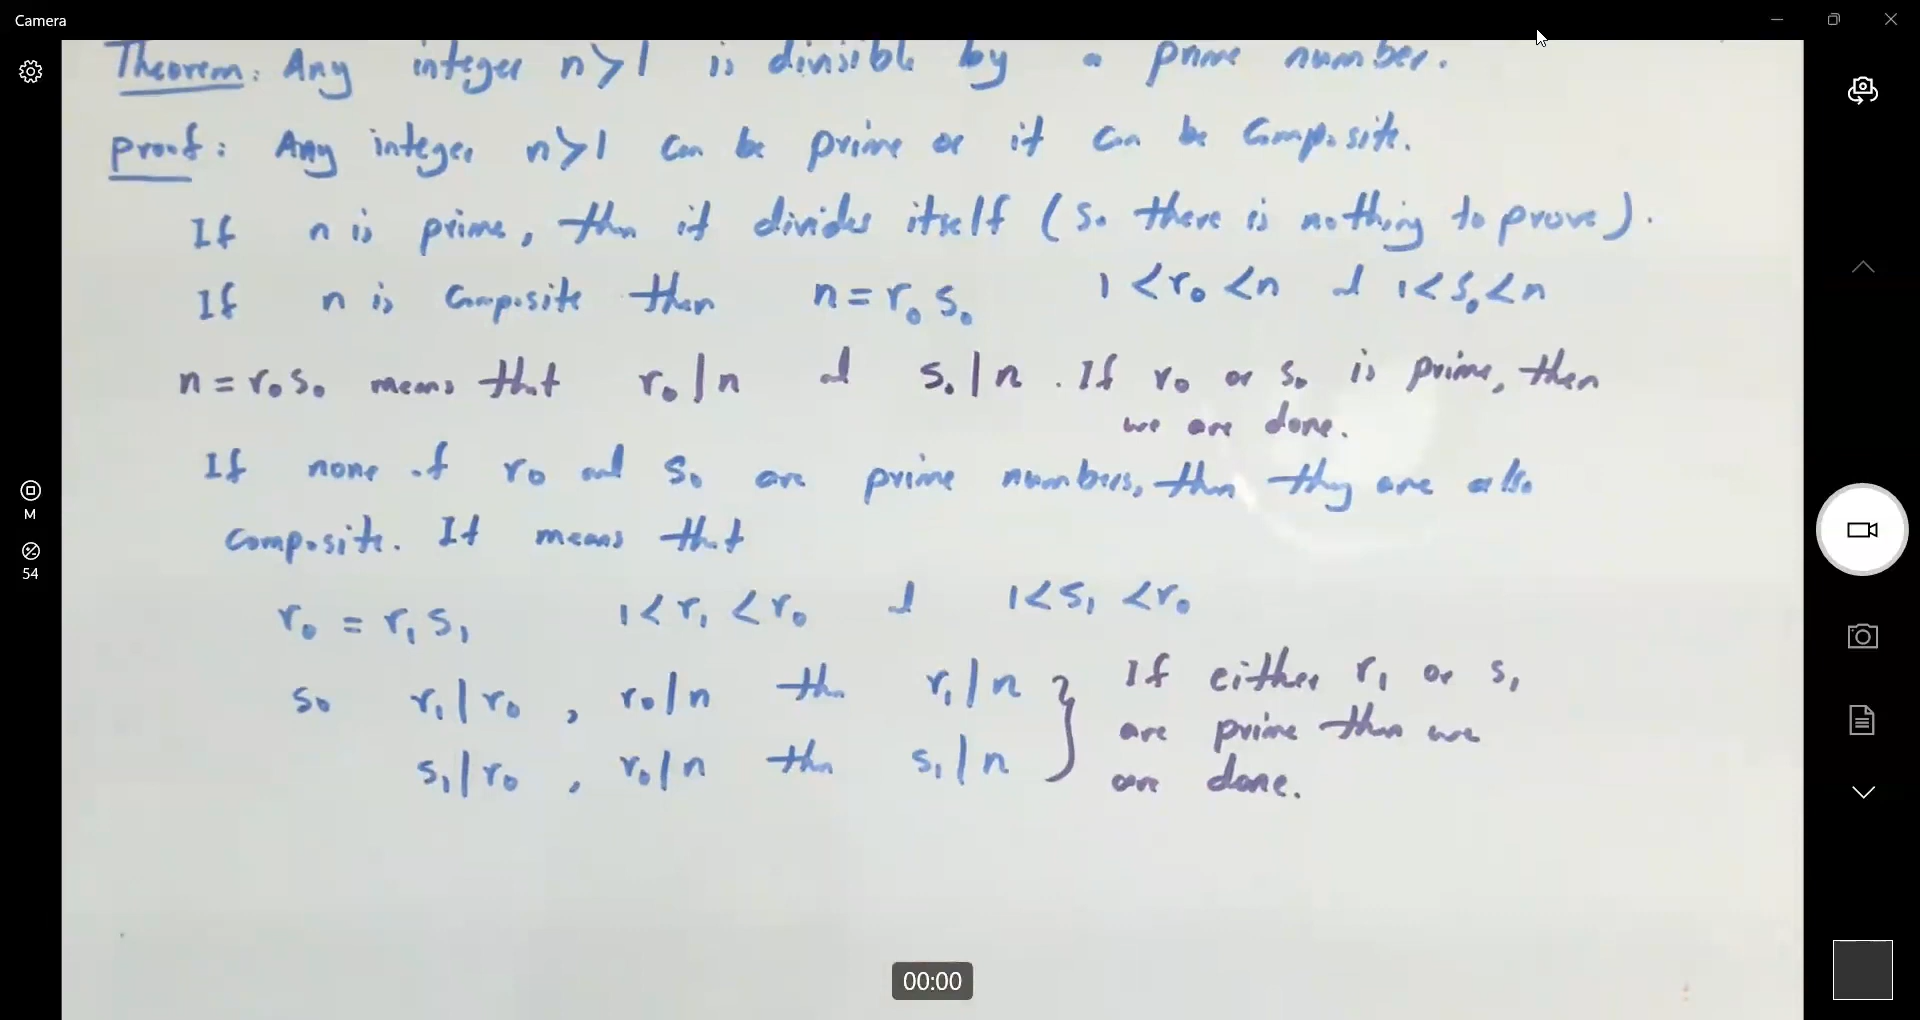 Camera
Theorem: Any integer n>1 is divisible by a prime number.
proof: Any integer n>1 can be prime or it can be composite.
If n is prime, then it divides itself (so there is nothing to prove).
If n is composite then n=r₀s₀ 1<r₀<n and 1<s₀<n
n=r₀s₀ means that r₀|n and s₀|n. If r₀ or s₀ is prime, then
we are done.
If none of r₀ and s₀ are prime numbers, then they are also
composite. It means that
r₀ = r₁s₁ 1<r₁<r₀ and 1<s₁<r₀
so r₁|r₀, r₀|n then r₁|n } If either r₁ or s₁
are prime then we
s₁|r₀, r₀|n then s₁|n
are done.
M
54
00:00